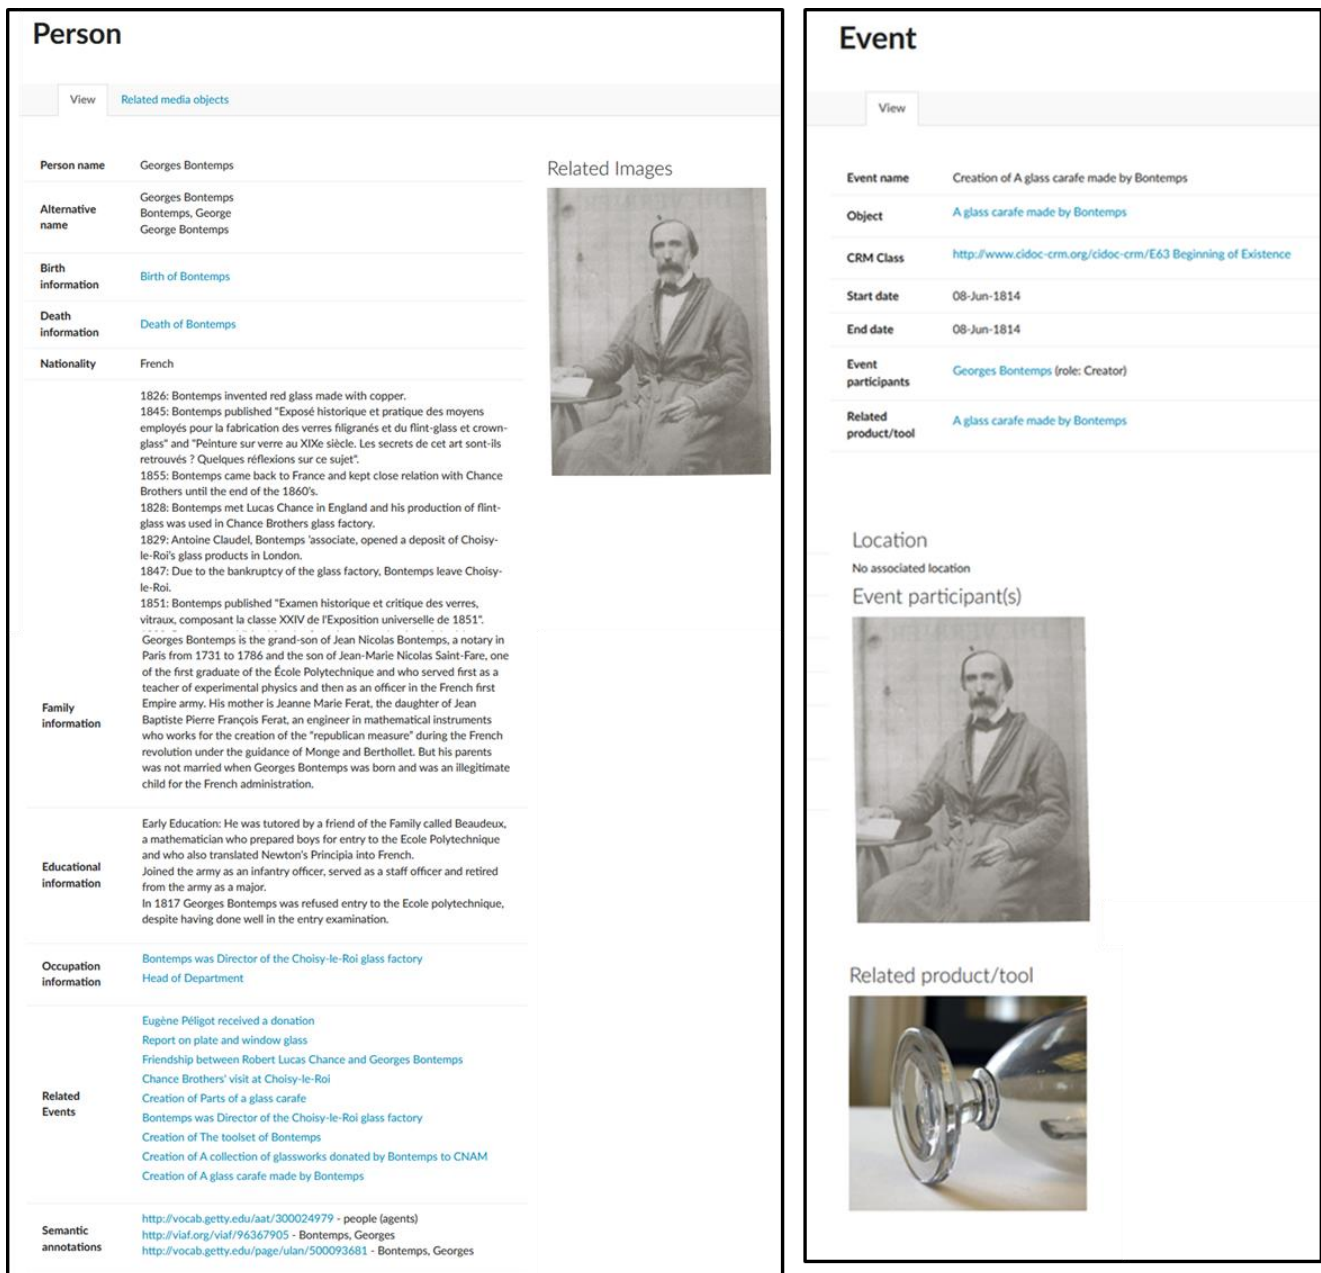 Person
View
Related media objects
Person name
Georges Bontemps
Alternative name
Georges Bontemps
Bontemps, George
George Bontemps
Birth information
Birth of Bontemps
Death information
Death of Bontemps
Nationality
French
1826: Bontemps invented red glass made with copper.
1845: Bontemps published "Exposé historique et pratique des moyens
employés pour la fabrication des verres filigranés et du flint-glass et crown-
glass" and "Peinture sur verre au XIXe siècle. Les secrets de cet art sont-ils
retrouvés ? Quelques réflexions sur ce sujet".
1855: Bontemps came back to France and kept close relation with Chance
Brothers until the end of the 1860's.
1828: Bontemps met Lucas Chance in England and his production of flint-
glass was used in Chance Brothers glass factory.
1829: Antoine Claudel, Bontemps 'associate, opened a deposit of Choisy-
le-Roi's glass products in London.
1847: Due to the bankruptcy of the glass factory, Bontemps leave Choisy-
le-Roi.
1851: Bontemps published "Examen historique et critique des verres,
vitraux, composant la classe XXIV de l'Exposition universelle de 1851".
Family information
Georges Bontemps is the grand-son of Jean Nicolas Bontemps, a notary in
Paris from 1731 to 1786 and the son of Jean-Marie Nicolas Saint-Fare, one
of the first graduate of the École Polytechnique and who served first as a
teacher of experimental physics and then as an officer in the French first
Empire army. His mother is Jeanne Marie Ferat, the daughter of Jean
Baptiste Pierre François Ferat, an engineer in mathematical instruments
who works for the creation of the "republican measure" during the French
revolution under the guidance of Monge and Berthollet. But his parents
was not married when Georges Bontemps was born and was an illegitimate
child for the French administration.
Educational information
Early Education: He was tutored by a friend of the Family called Beaudeux,
a mathematician who prepared boys for entry to the Ecole Polytechnique
and who also translated Newton's Principia into French.
Joined the army as an infantry officer, served as a staff officer and retired
from the army as a major.
In 1817 Georges Bontemps was refused entry to the Ecole polytechnique,
despite having done well in the entry examination.
Occupation information
Bontemps was Director of the Choisy-le-Roi glass factory
Head of Department
Related Events
Eugène Péligot received a donation
Report on plate and window glass
Friendship between Robert Lucas Chance and Georges Bontemps
Chance Brothers' visit at Choisy-le-Roi
Creation of Parts of a glass carafe
Bontemps was Director of the Choisy-le-Roi glass factory
Creation of The toolset of Bontemps
Creation of A collection of glassworks donated by Bontemps to CNAM
Creation of A glass carafe made by Bontemps
Semantic annotations
http://vocab.getty.edu/aat/300024979 - people (agents)
http://viaf.org/viaf/96367905 - Bontemps, Georges
http://vocab.getty.edu/page/ulan/500093681 - Bontemps, Georges
Related Images
Event
View
Event name
Creation of A glass carafe made by Bontemps
Object
A glass carafe made by Bontemps
CRM Class
http://www.cidoc-crm.org/cidoc-crm/E63 Beginning of Existence
Start date
08-Jun-1814
End date
08-Jun-1814
Event participants
Georges Bontemps (role: Creator)
Related product/tool
A glass carafe made by Bontemps
Location
No associated location
Event participant(s)
Related product/tool